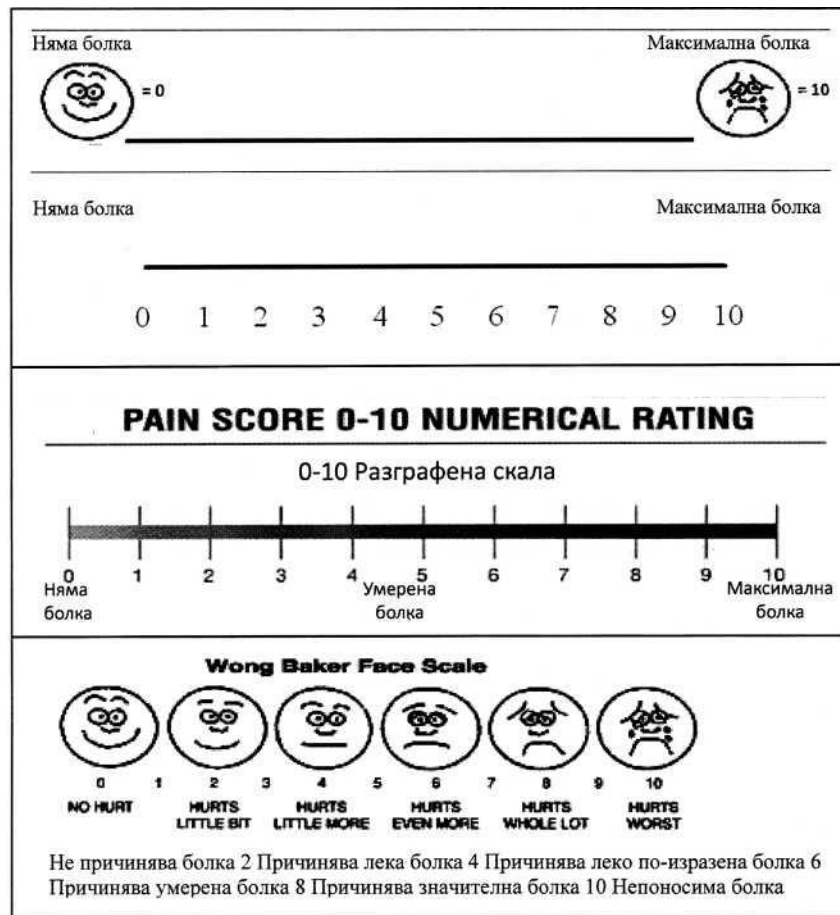 Няма болка Максимална болка
= 0 = 10
Няма болка Максимална болка
0 1 2 3 4 5 6 7 8 9 10
PAIN SCORE 0-10 NUMERICAL RATING
0-10 Разграфена скала
0 1 2 3 4 5 6 7 8 9 10
Няма болка Умерена болка Максимална болка
Wong Baker Face Scale
0 1 2 3 4 5 6 7 8 9 10
NO HURT HURTS LITTLE BIT HURTS LITTLE MORE HURTS EVEN MORE HURTS WHOLE LOT HURTS WORST
Не причинява болка 2 Причинява лека болка 4 Причинява леко по-изразена болка 6
Причинява умерена болка 8 Причинява значителна болка 10 Непоносима болка